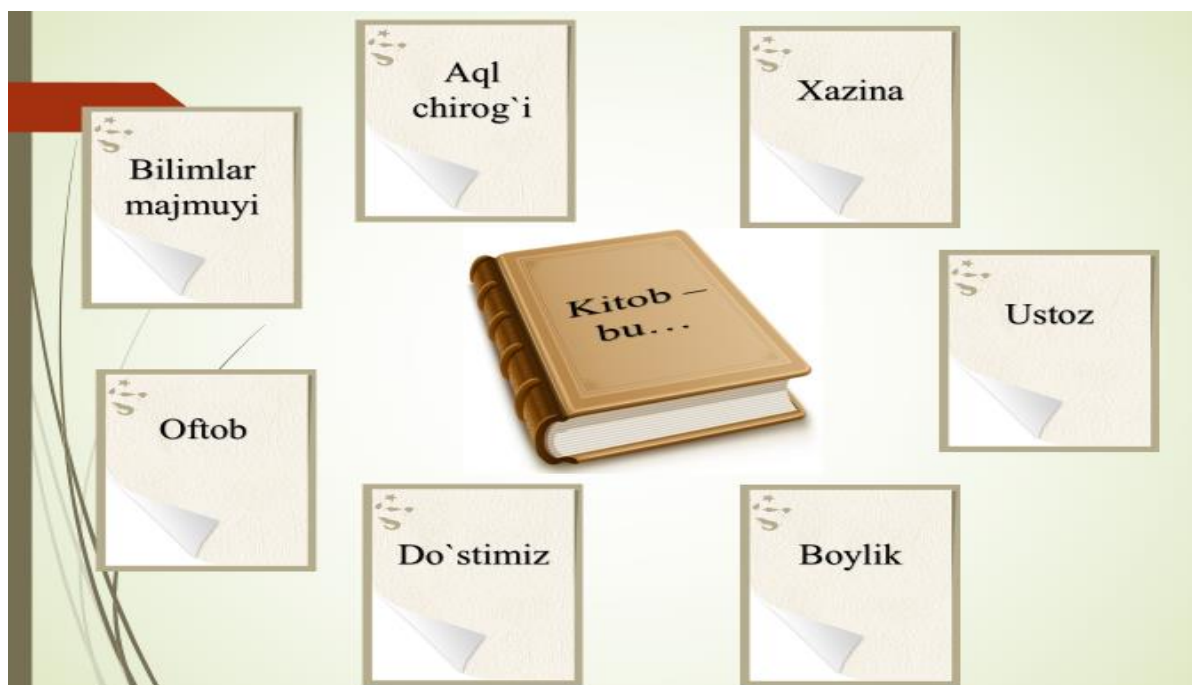 Aql
chirog`i
Xazina
Bilimlar
majmuyi
Kitob –
bu…
Ustoz
Oftob
Do`stimiz
Boylik